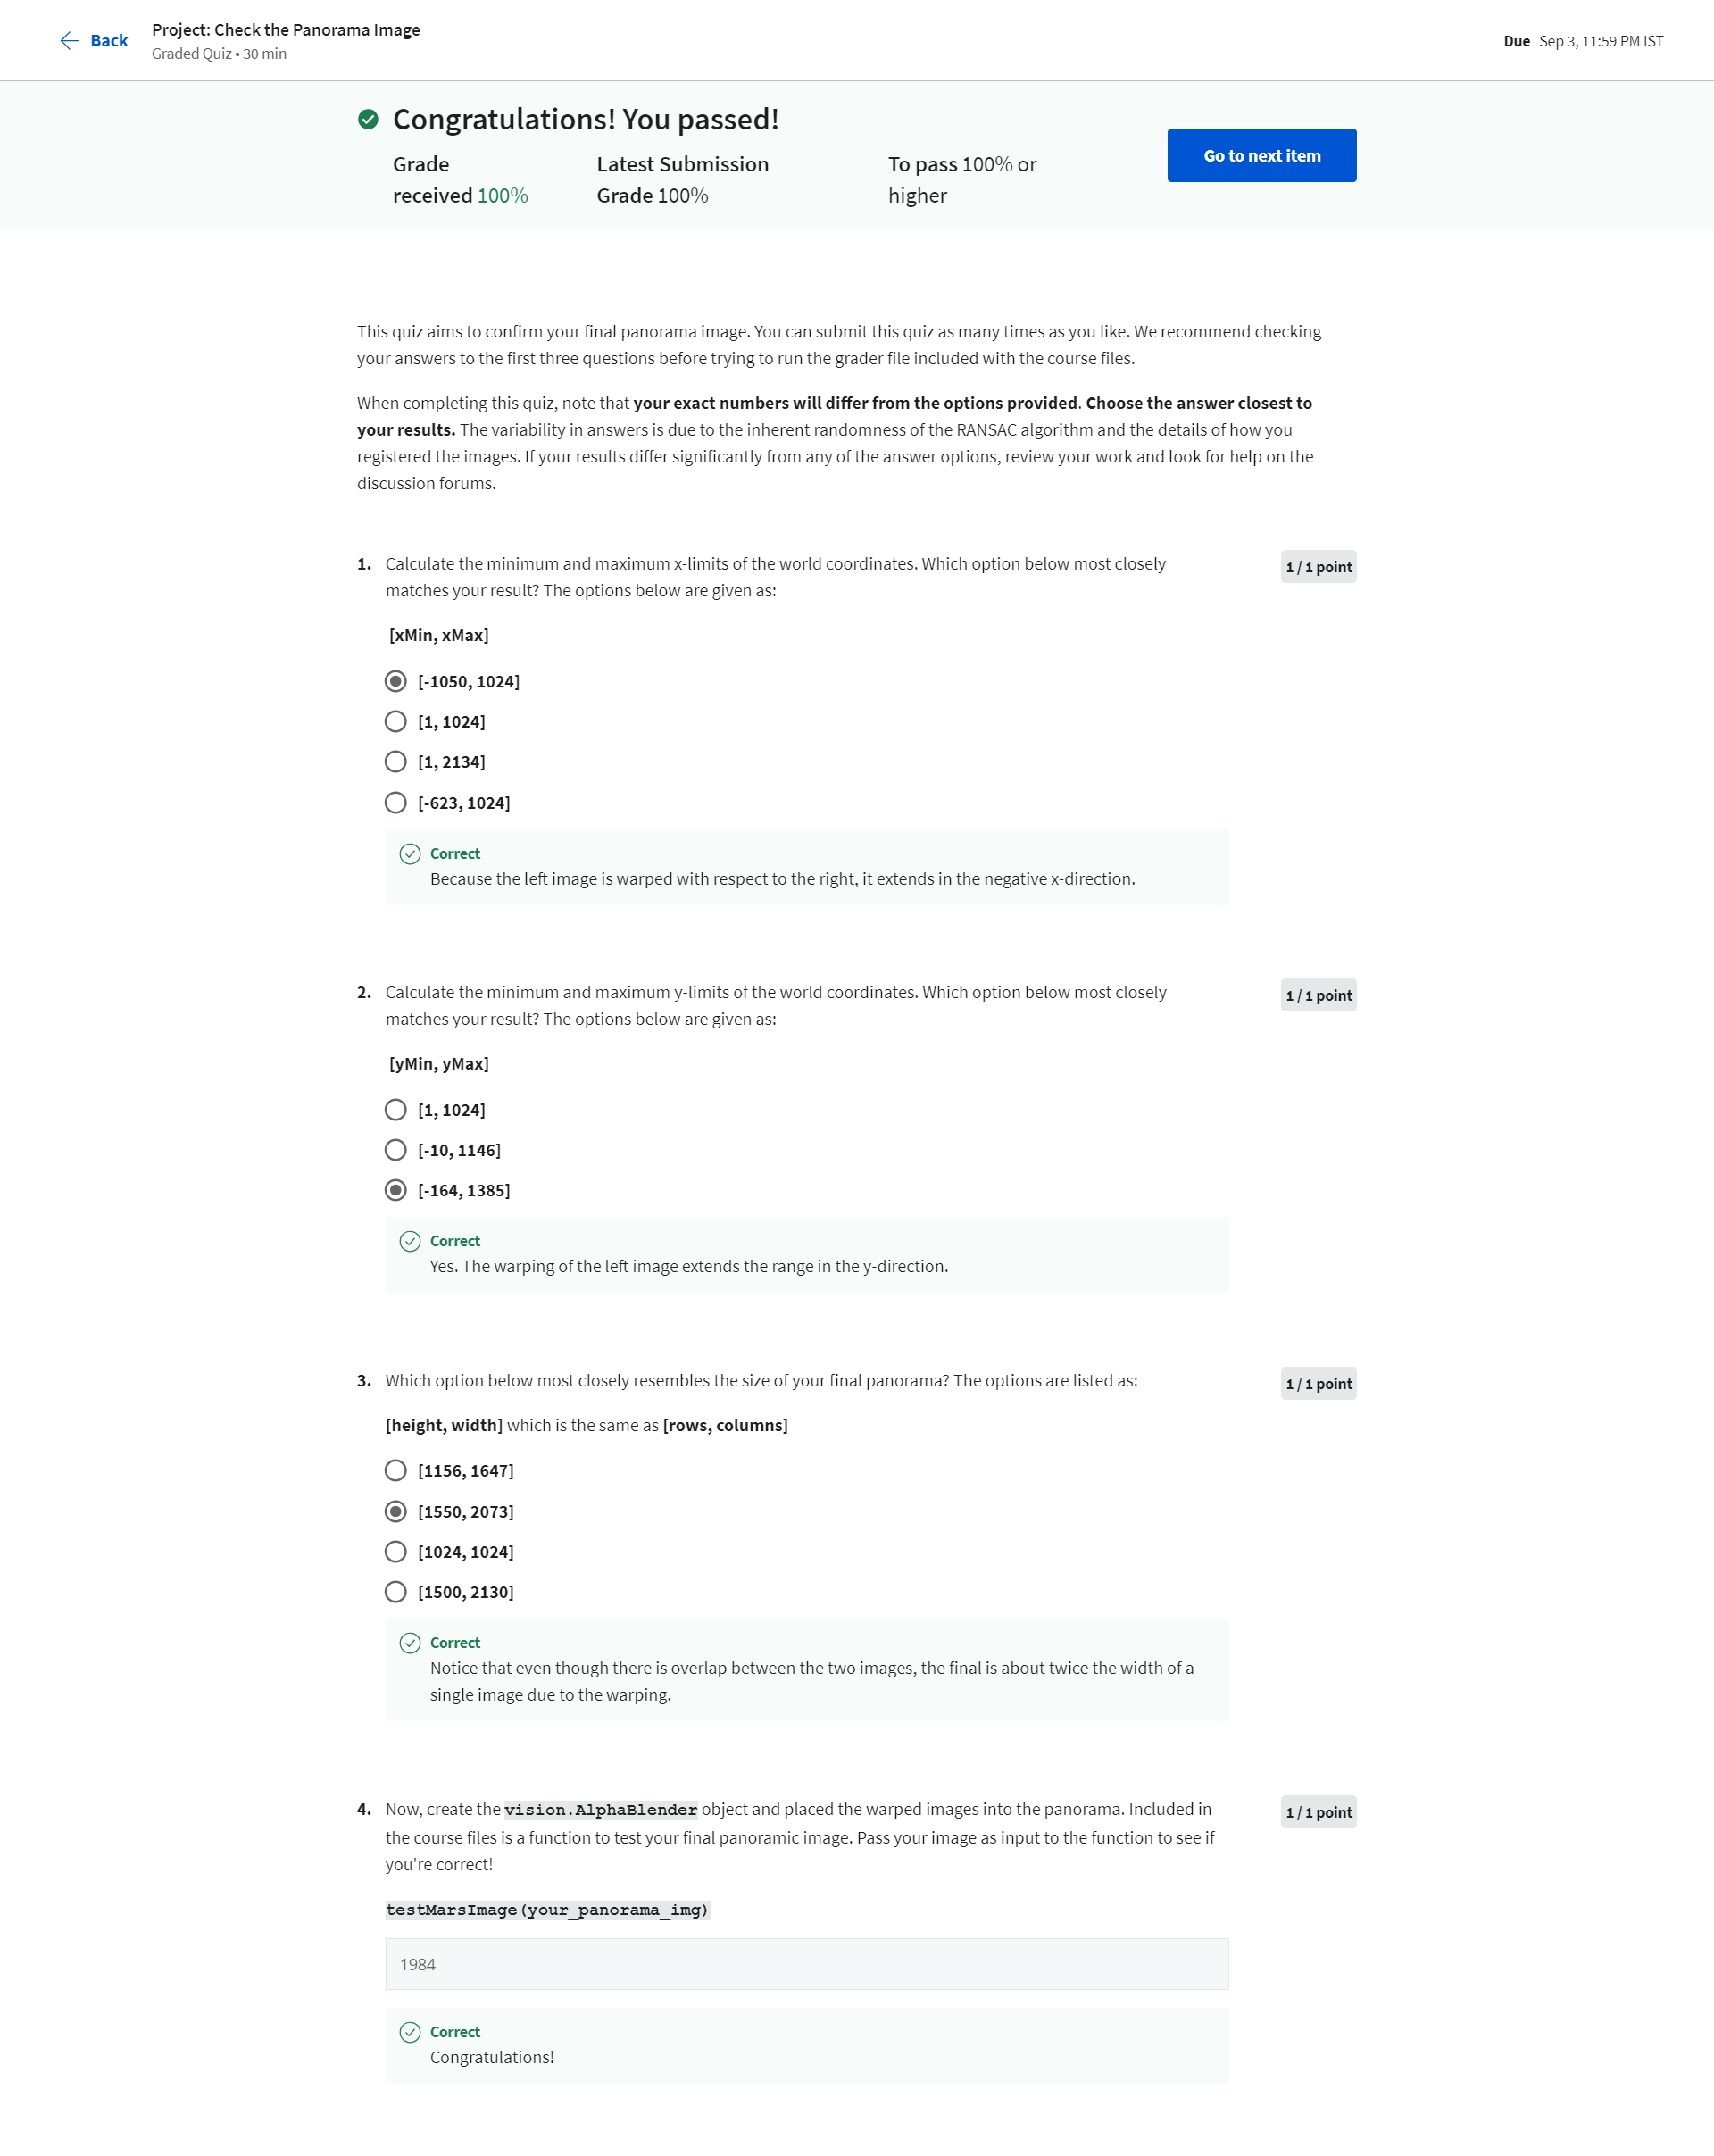 Back
Project: Check the Panorama Image
Graded Quiz • 30 min
Due Sep 3, 11:59 PM IST
Congratulations! You passed!
Grade
received 100%
Latest Submission
Grade 100%
To pass 100% or
higher
Go to next item
This quiz aims to confirm your final panorama image. You can submit this quiz as many times as you like. We recommend checking
your answers to the first three questions before trying to run the grader file included with the course files.
When completing this quiz, note that your exact numbers will differ from the options provided. Choose the answer closest to
your results. The variability in answers is due to the inherent randomness of the RANSAC algorithm and the details of how you
registered the images. If your results differ significantly from any of the answer options, review your work and look for help on the
discussion forums.
1. Calculate the minimum and maximum x-limits of the world coordinates. Which option below most closely
matches your result? The options below are given as:
1 / 1 point
[xMin, xMax]
[-1050, 1024]
[1, 1024]
[1, 2134]
[-623, 1024]
Correct
Because the left image is warped with respect to the right, it extends in the negative x-direction.
2. Calculate the minimum and maximum y-limits of the world coordinates. Which option below most closely
matches your result? The options below are given as:
1 / 1 point
[yMin, yMax]
[1, 1024]
[-10, 1146]
[-164, 1385]
Correct
Yes. The warping of the left image extends the range in the y-direction.
3. Which option below most closely resembles the size of your final panorama? The options are listed as:
1 / 1 point
[height, width] which is the same as [rows, columns]
[1156, 1647]
[1550, 2073]
[1024, 1024]
[1500, 2130]
Correct
Notice that even though there is overlap between the two images, the final is about twice the width of a
single image due to the warping.
4. Now, create the vision.AlphaBlender object and placed the warped images into the panorama. Included in
the course files is a function to test your final panoramic image. Pass your image as input to the function to see if
you're correct!
1 / 1 point
testMarsImage(your_panorama_img)
1984
Correct
Congratulations!